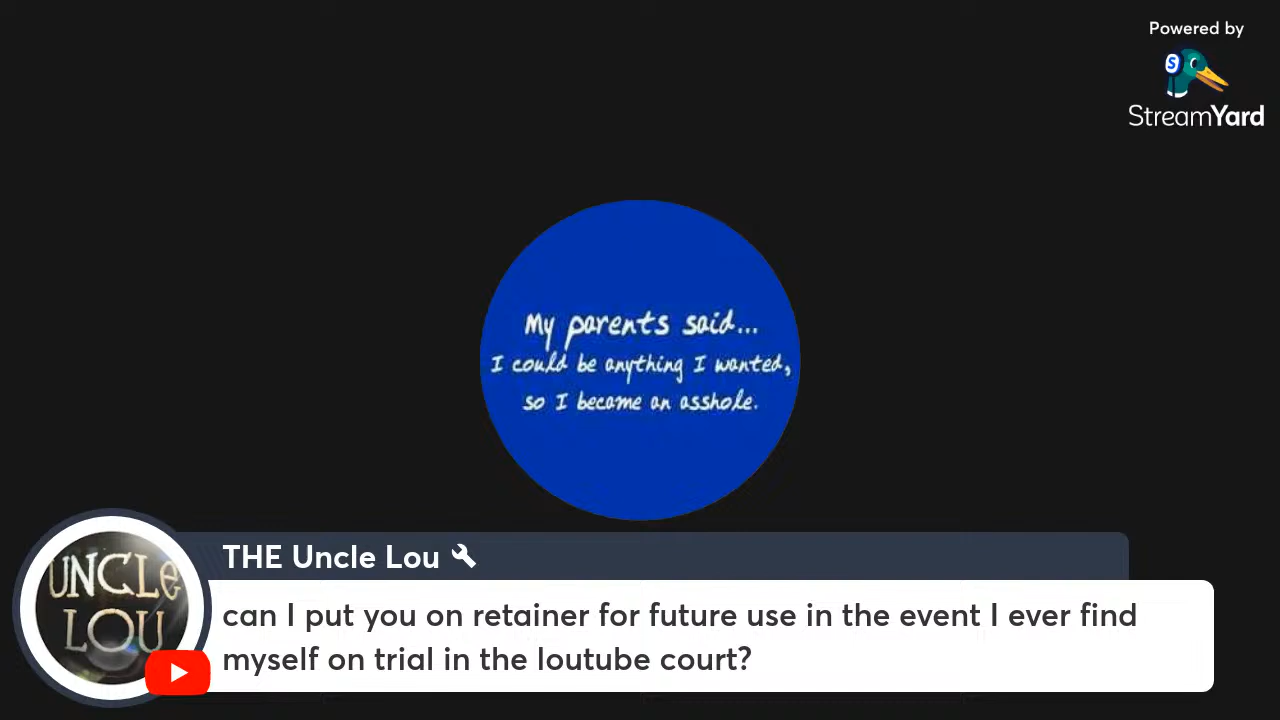 Powered by
S
StreamYard
My parents said...
I could be anything I wanted,
so I became an asshole.
UNCLe
LOU
THE Uncle Lou
can I put you on retainer for future use in the event I ever find
myself on trial in the loutube court?